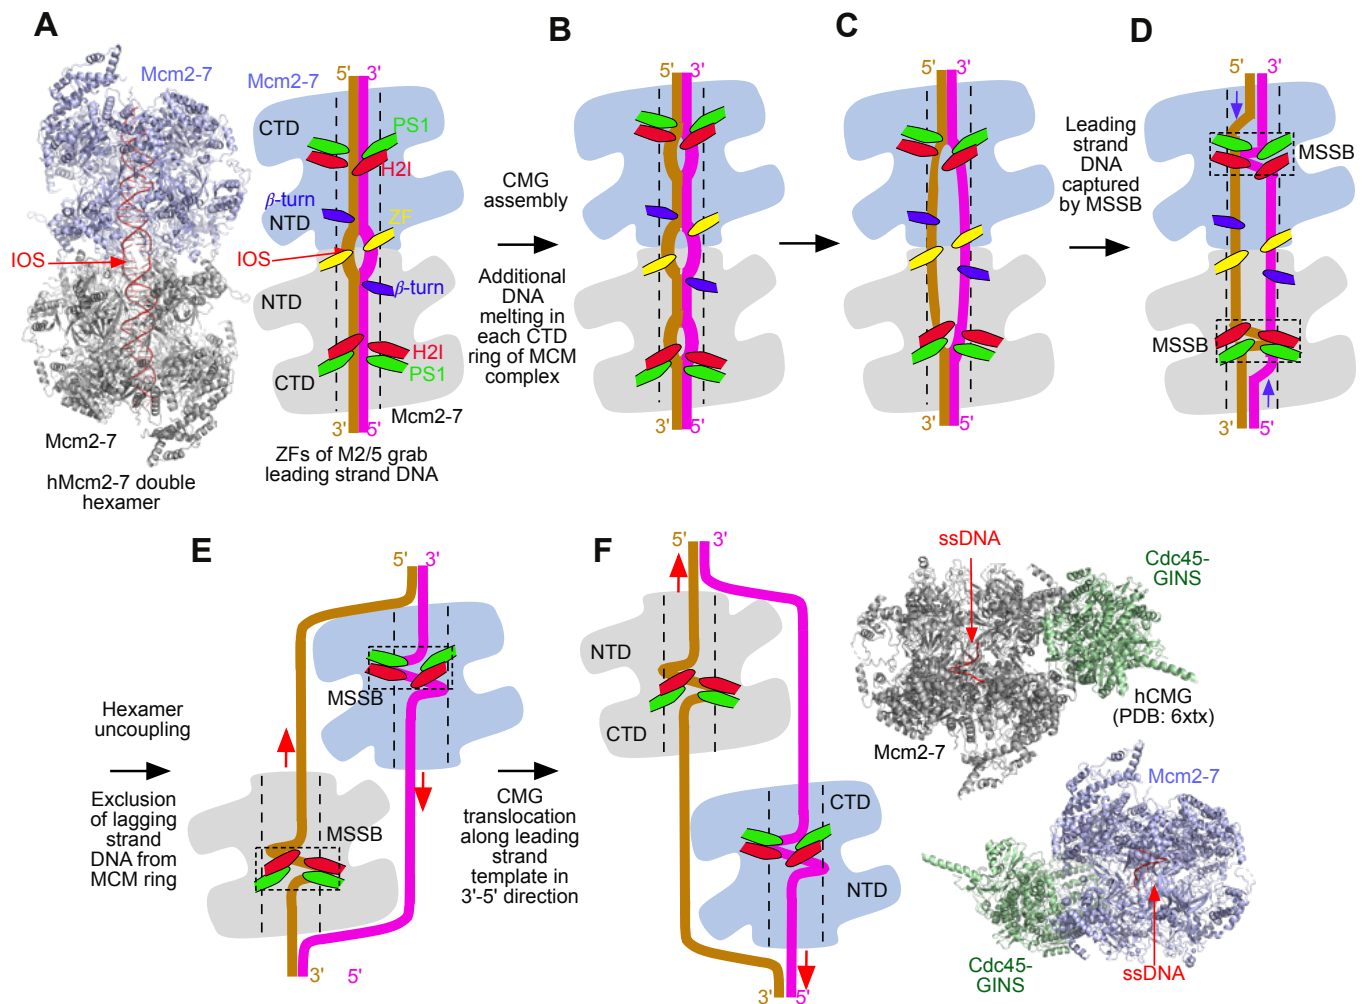 A
Mcm2-7
IOS
Mcm2-7
hMcm2-7 double
hexamer
5'
3'
Mcm2-7
CTD
PS1
H2I
β-turn
NTD
ZF
IOS
NTD
β-turn
H2I
PS1
CTD
Mcm2-7
3'
5'
ZFs of M2/5 grab
leading strand DNA
CMG
assembly
Additional
DNA
melting in
each CTD
ring of MCM
complex
B
5'
3'
3'
5'
C
5'
3'
3'
5'
Leading
strand
DNA
captured
by MSSB
D
5'
3'
MSSB
MSSB
3'
5'
Hexamer
uncoupling
Exclusion
of lagging
strand
DNA from
MCM ring
E
5'
3'
MSSB
MSSB
3'
5'
CMG
translocation
along leading
strand
template in
3'-5' direction
F
5'
3'
NTD
CTD
CTD
NTD
3'
5'
ssDNA
Cdc45-
GINS
hCMG
(PDB: 6xtx)
Mcm2-7
Mcm2-7
Cdc45-
GINS
ssDNA